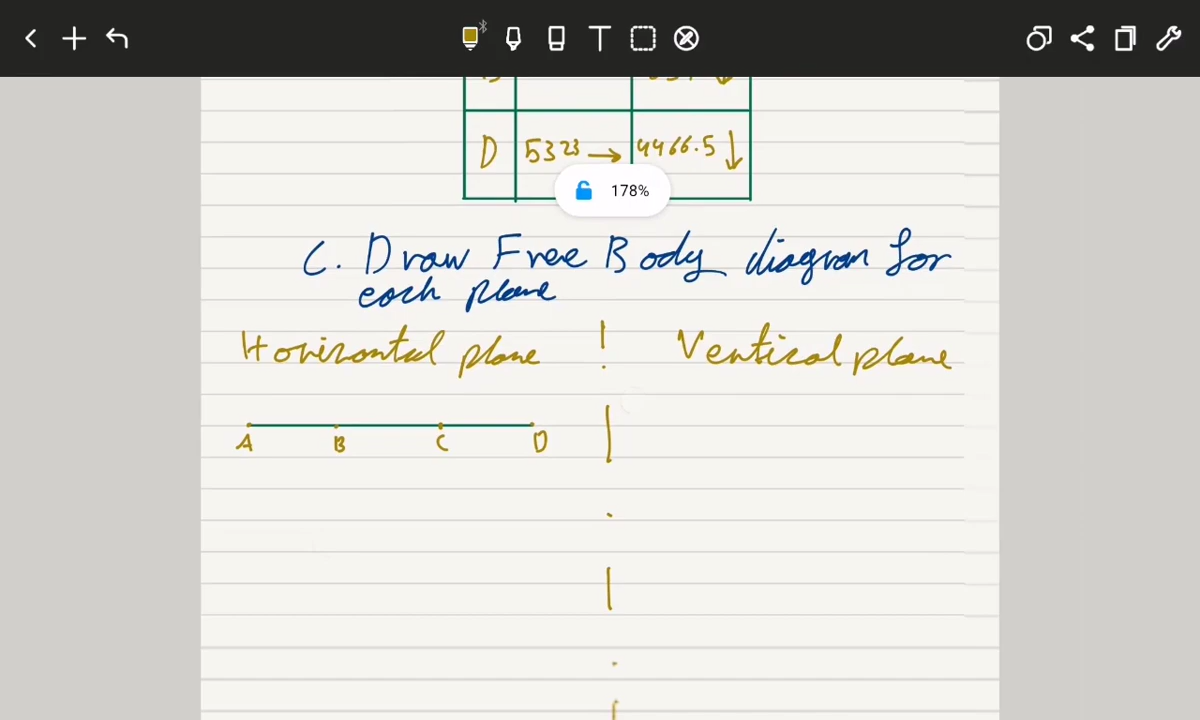 D 5323 → 4466.5 ↓
178%
C. Draw Free Body diagram for
each plane
Horizontal plane
Vertical plane
A B C D